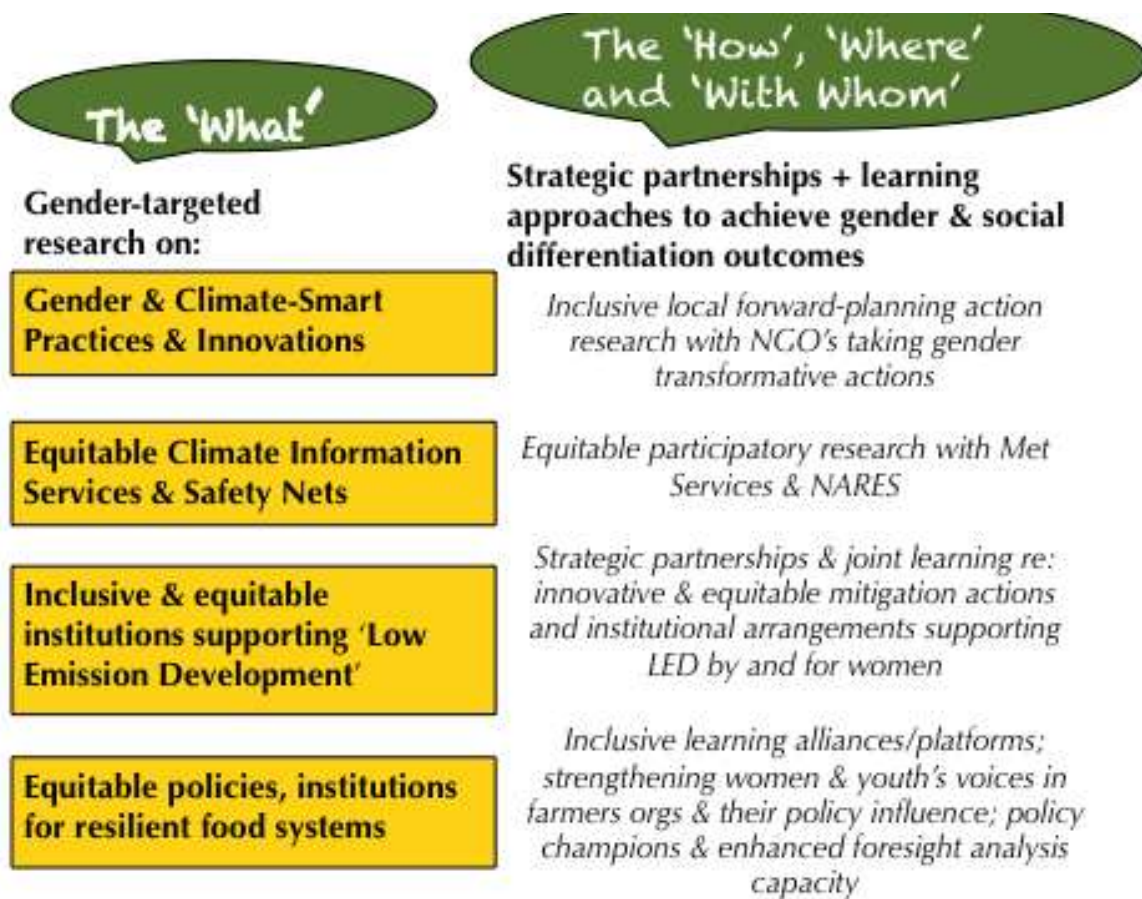 The 'What'
Gender-targeted
research on:
Gender & Climate-Smart
Practices & Innovations
Equitable Climate Information
Services & Safety Nets
Inclusive & equitable
institutions supporting 'Low
Emission Development'
Equitable policies, institutions
for resilient food systems
The 'How', 'Where'
and 'With Whom'
Strategic partnerships + learning
approaches to achieve gender & social
differentiation outcomes
Inclusive local forward-planning action
research with NGO's taking gender
transformative actions
Equitable participatory research with Met
Services & NARES
Strategic partnerships & joint learning re:
innovative & equitable mitigation actions
and institutional arrangements supporting
LED by and for women
Inclusive learning alliances/platforms;
strengthening women & youth's voices in
farmers orgs & their policy influence; policy
champions & enhanced foresight analysis
capacity